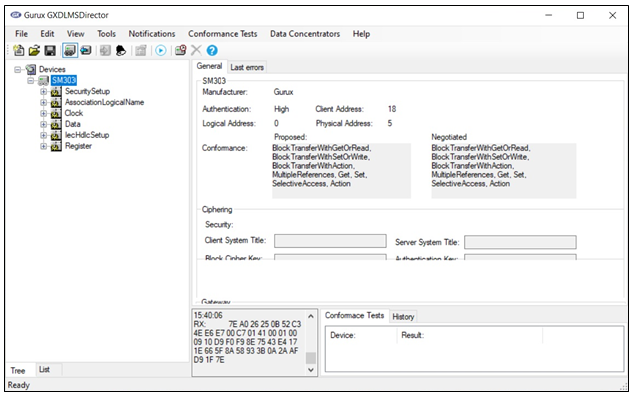 Gurux GXDLMSDirector
File Edit View Tools Notifications Conformance Tests Data Concentrators Help
Devices
SM303
SecuritySetup
AssociationLogicalName
Clock
Data
IecHdlcSetup
Register
Tree List
General Last errors
SM303
Manufacturer: Gurux
Authentication: High Client Address: 18
Logical Address: 0 Physical Address: 5
Proposed: Negotiated
Conformance:
BlockTransferWithGetOrRead,
BlockTransferWithSetOrWrite,
BlockTransferWithAction,
MultipleReferences, Get, Set,
SelectiveAccess, Action
BlockTransferWithGetOrRead,
BlockTransferWithSetOrWrite,
BlockTransferWithAction,
MultipleReferences, Get, Set,
SelectiveAccess, Action
Ciphering
Security:
Client System Title: Server System Title:
Block Cipher Key: Authentication Key:
Gateway
15:40:06
RX: 7E A0 26 25 0B 52 C3
4E E6 E7 00 C7 01 41 00 01 00
09 10 D9 F0 F9 8E 75 43 E4 17
1E 66 5F 8A 58 93 3B 0A 2A AF
D9 1F 7E
Conformace Tests History
Device: Result:
Ready